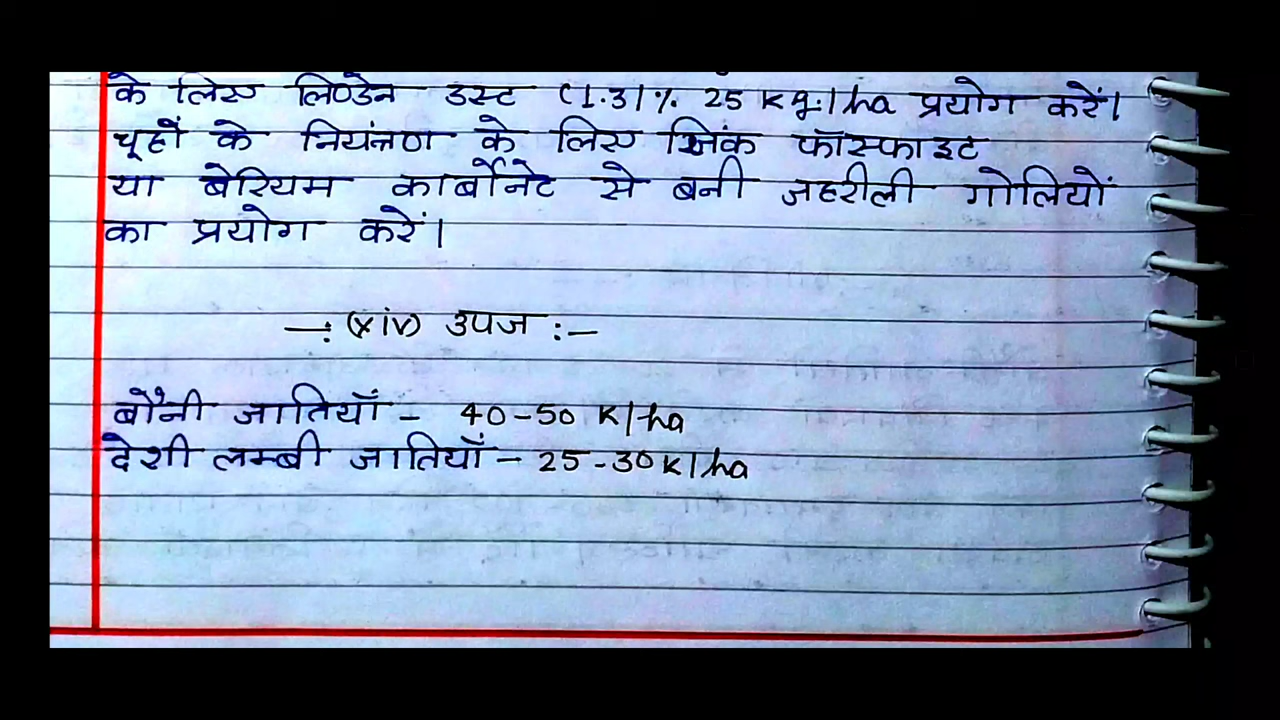 के लिए लिण्डेन डस्ट (1.3)% 25 Kg./ha प्रयोग करें।
चूहों के नियंत्रण के लिए जिंक फॉस्फाइट
या बेरियम कार्बोनेट से बनी जहरीली गोलियों
का प्रयोग करें।
—: (xiv) उपज :—
बौनी जातियाँ - 40-50 K/ha
देशी लम्बी जातियाँ - 25-30 K/ha